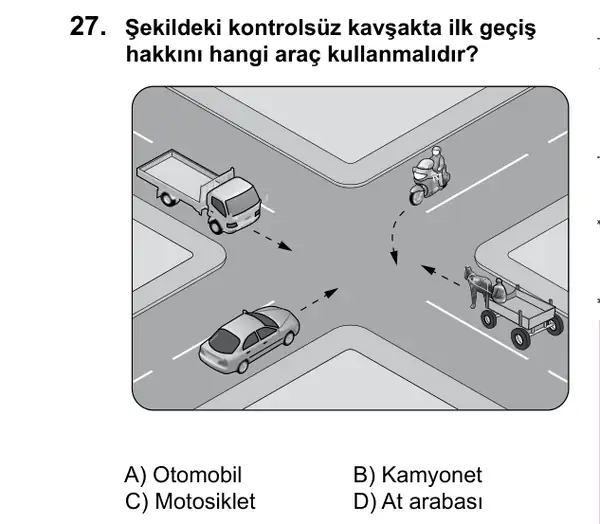 27. Şekildeki kontrolsüz kavşakta ilk geçiş
hakkını hangi araç kullanmalıdır?
A) Otomobil
B) Kamyonet
C) Motosiklet
D) At arabası